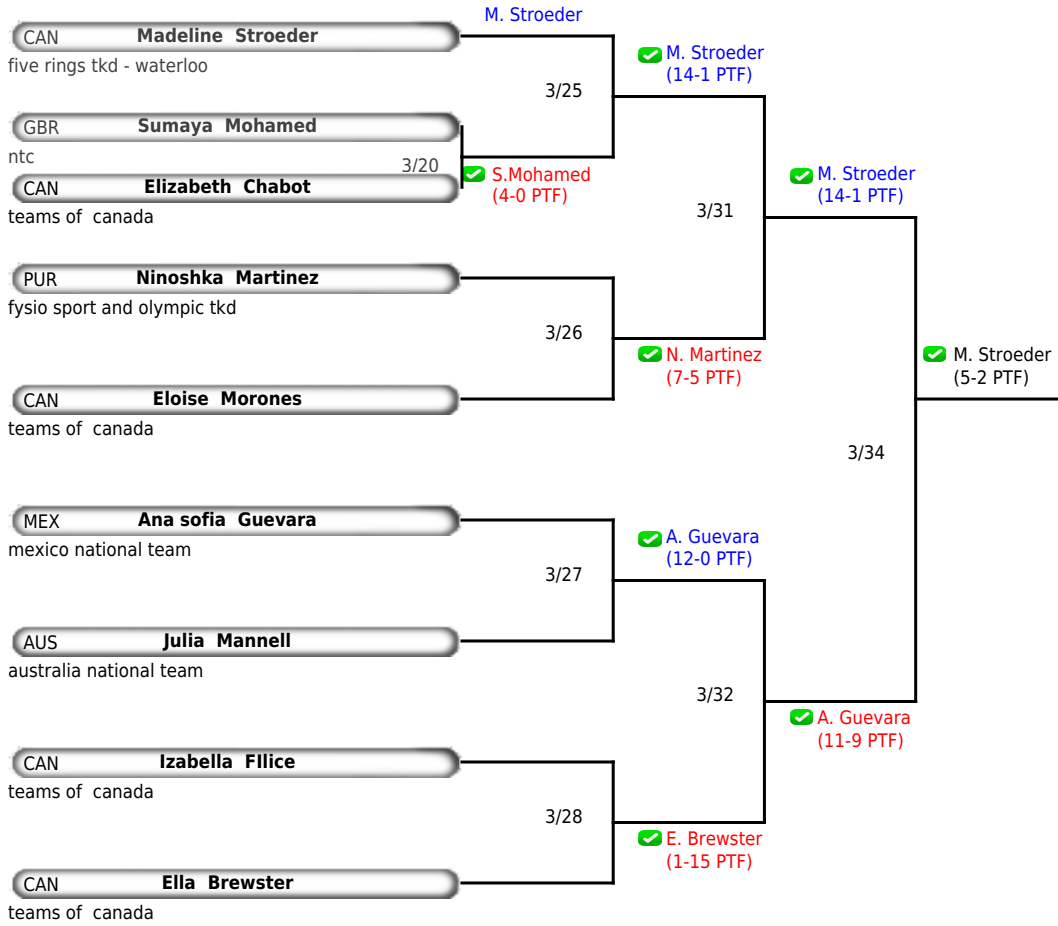 M. Stroeder
CAN Madeline Stroeder
five rings tkd - waterloo
M. Stroeder
(14-1 PTF)
3/25
GBR Sumaya Mohamed
ntc
3/20
S.Mohamed
(4-0 PTF)
CAN Elizabeth Chabot
teams of canada
M. Stroeder
(14-1 PTF)
3/31
PUR Ninoshka Martinez
fysio sport and olympic tkd
3/26
N. Martinez
(7-5 PTF)
M. Stroeder
(5-2 PTF)
CAN Eloise Morones
teams of canada
3/34
MEX Ana sofia Guevara
mexico national team
A. Guevara
(12-0 PTF)
3/27
AUS Julia Mannell
australia national team
3/32
A. Guevara
(11-9 PTF)
CAN Izabella FIlice
teams of canada
3/28
E. Brewster
(1-15 PTF)
CAN Ella Brewster
teams of canada